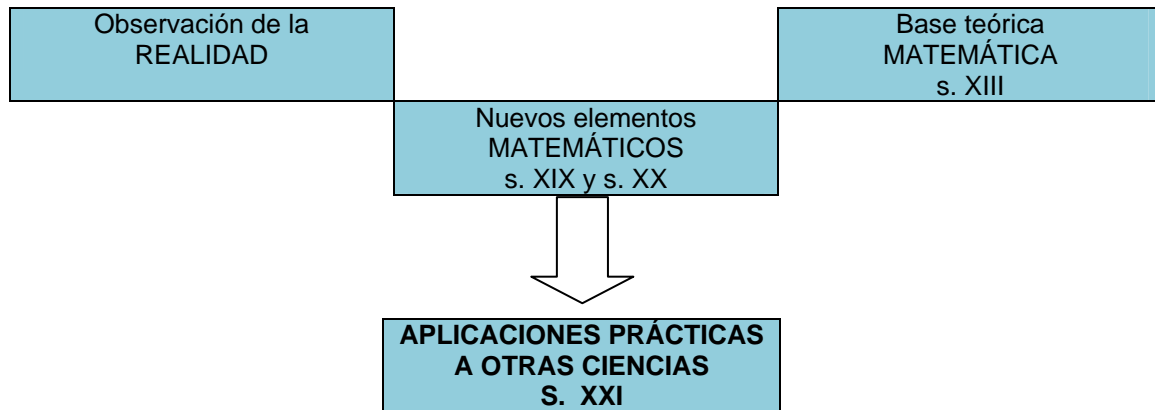 Observación de la
REALIDAD
Base teórica
MATEMÁTICA
s. XIII
Nuevos elementos
MATEMÁTICOS
s. XIX y s. XX
APLICACIONES PRÁCTICAS
A OTRAS CIENCIAS
S. XXI